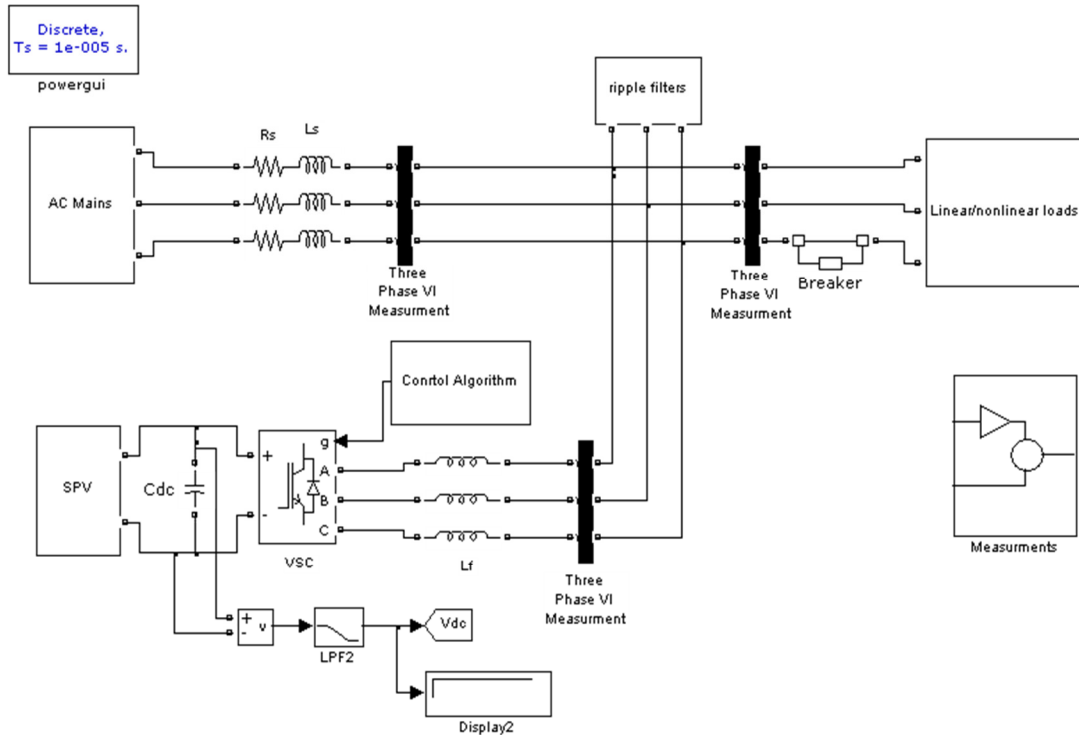 Discrete,
Ts = 1e-005 s.
powergui
ripple filters
Rs
Ls
AC Mains
Linear/nonlinear loads
Three
Phase VI
Measurment
Three
Phase VI
Measurment
Breaker
Conrtol Algorithm
SPV
Cdc
+
-
g
A
B
C
VSC
Lf
Three
Phase VI
Measurment
Measurments
+
-
v
LPF2
Vdc
Display2